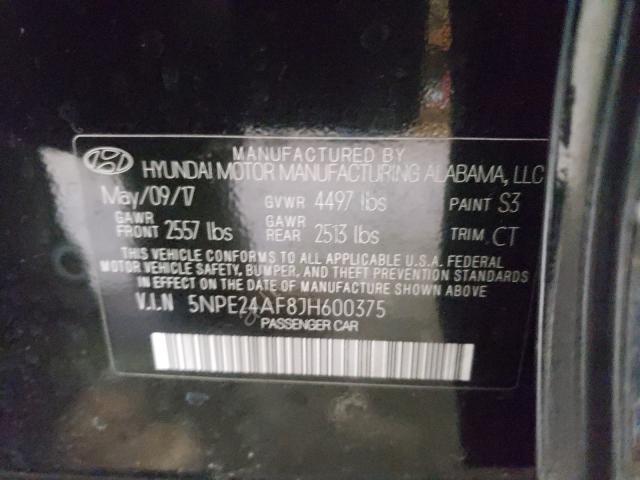 MANUFACTURED BY
HYUNDAI MOTOR MANUFACTURING ALABAMA, LLC
May/09/17 GVWR 4497 lbs PAINT S3
GAWR FRONT 2557 lbs GAWR REAR 2513 lbs TRIM CT
THIS VEHICLE CONFORMS TO ALL APPLICABLE U.S.A. FEDERAL
MOTOR VEHICLE SAFETY, BUMPER, AND THEFT PREVENTION STANDARDS
IN EFFECT ON THE DATE OF MANUFACTURE SHOWN ABOVE.
V.I.N 5NPE24AF8JH600375
PASSENGER CAR